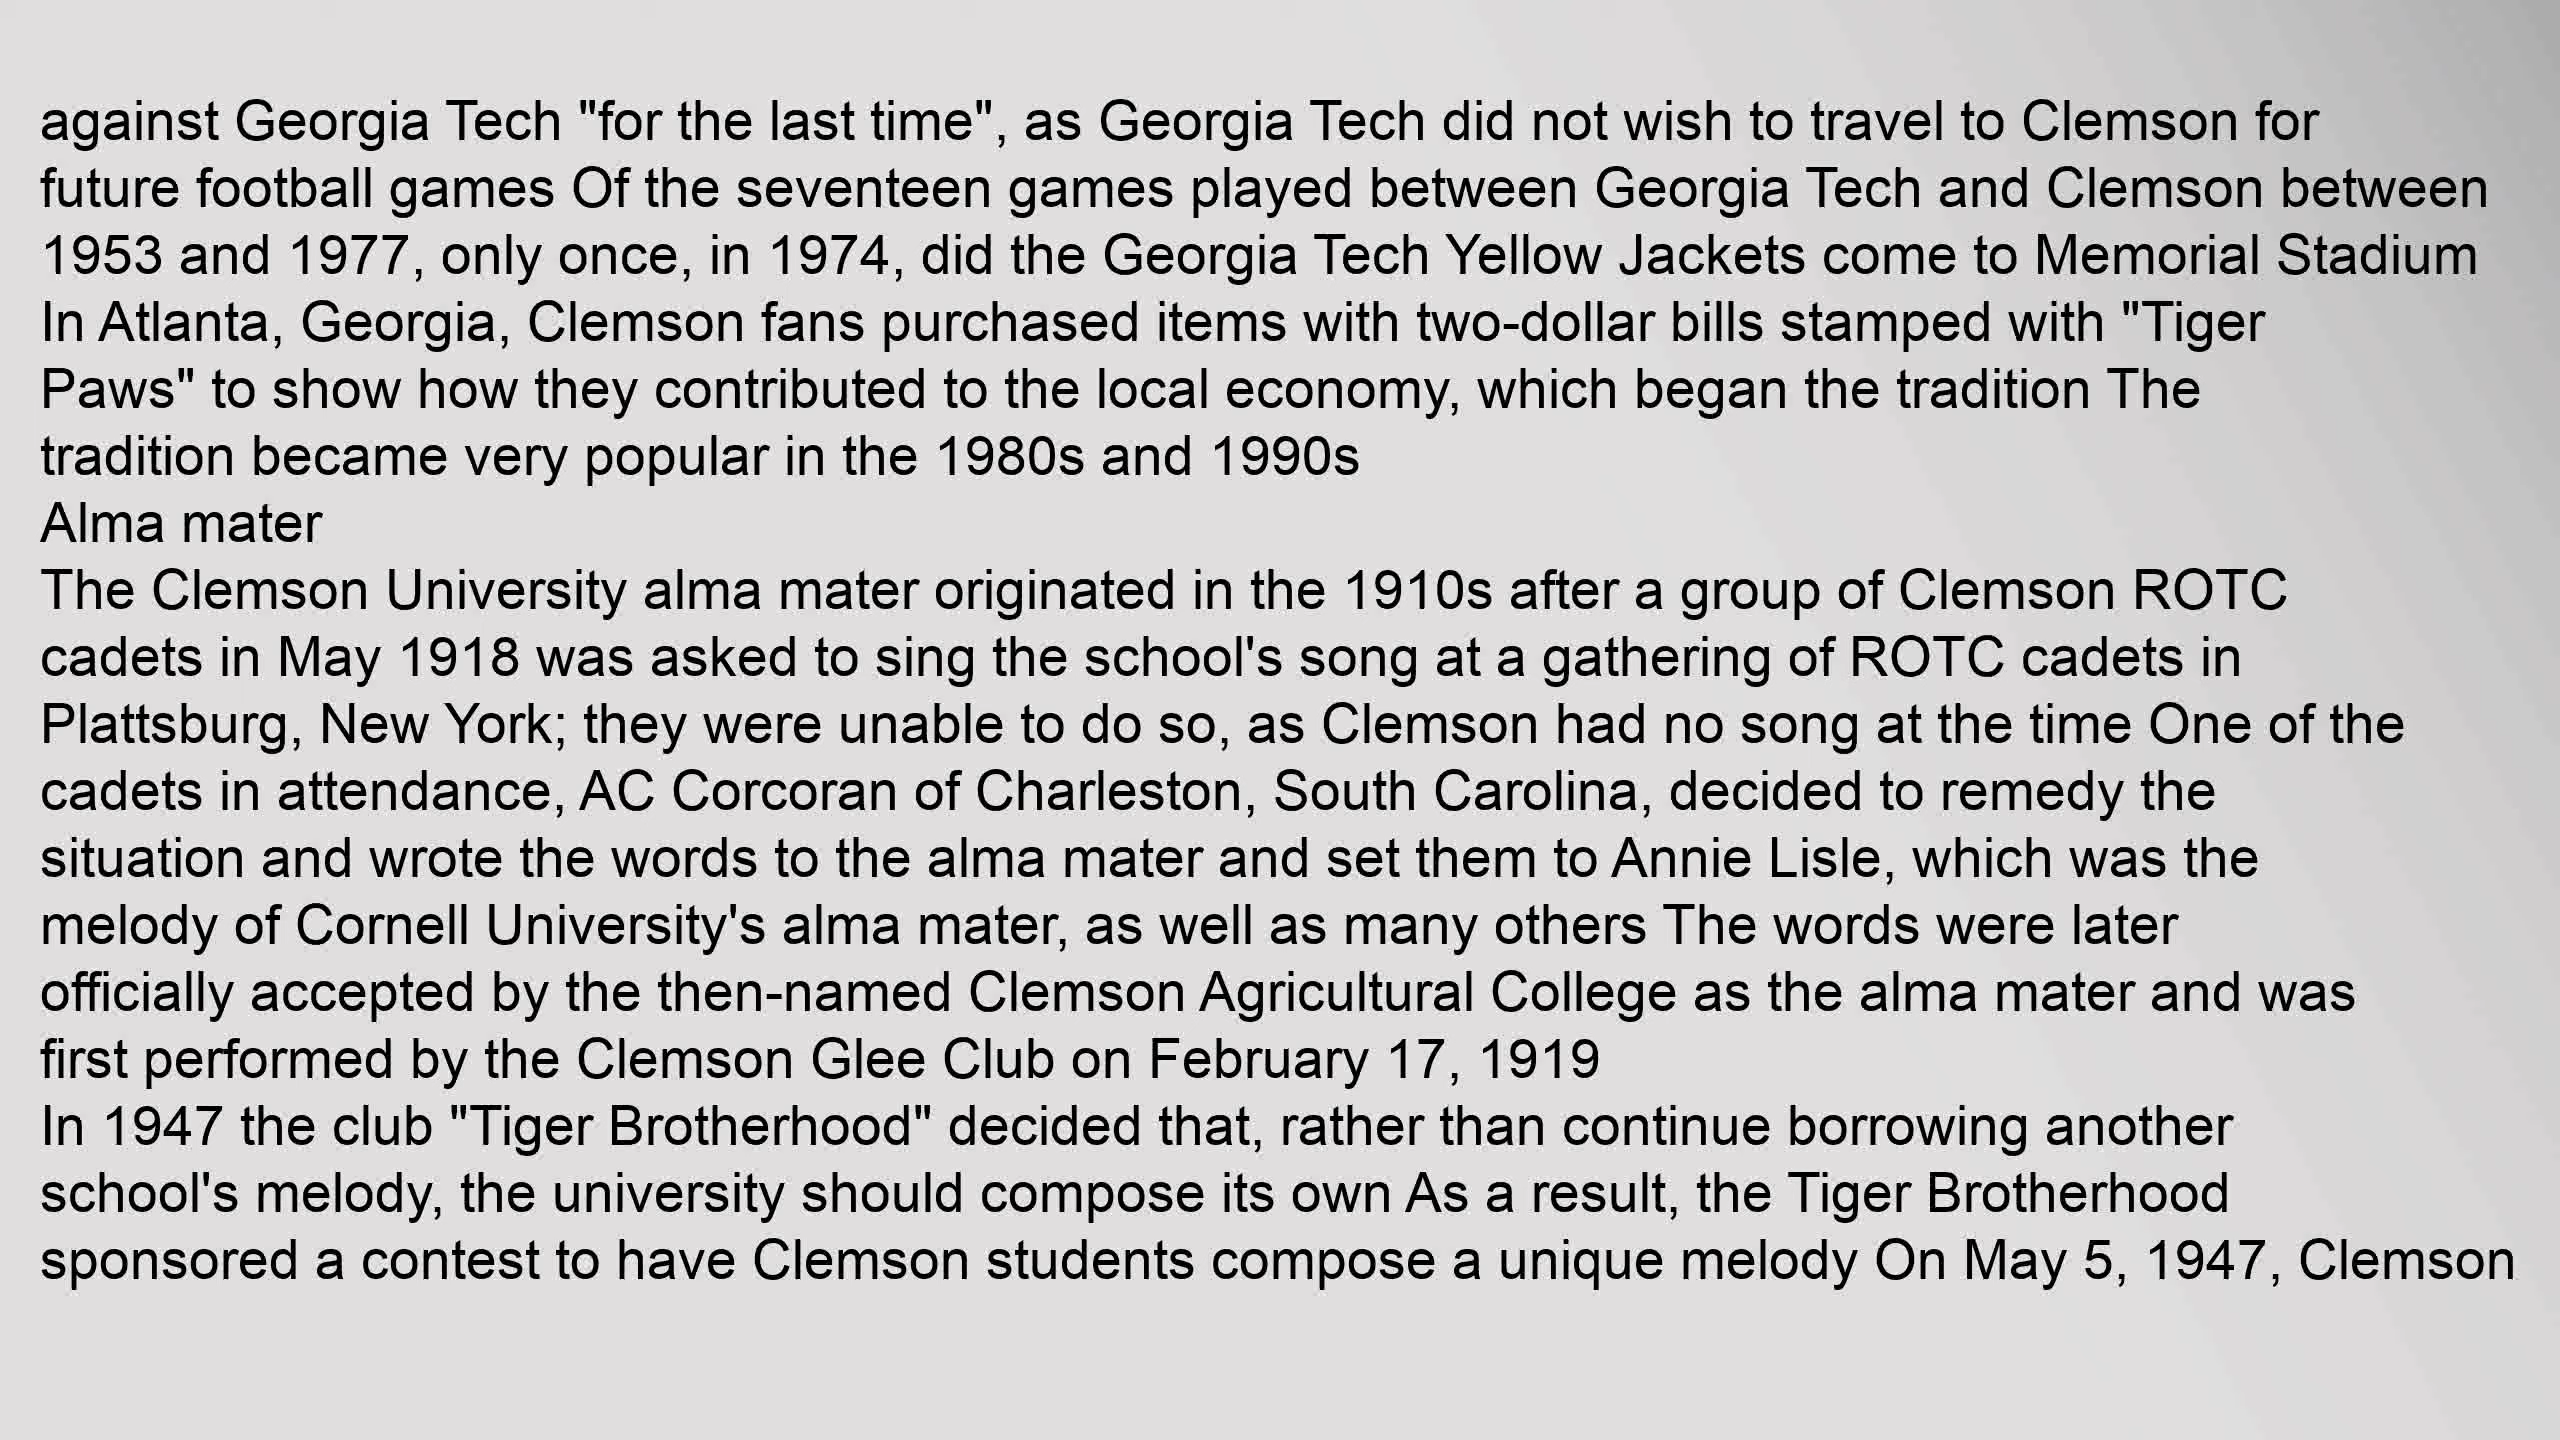 against Georgia Tech "for the last time", as Georgia Tech did not wish to travel to Clemson for
future football games Of the seventeen games played between Georgia Tech and Clemson between
1953 and 1977, only once, in 1974, did the Georgia Tech Yellow Jackets come to Memorial Stadium
In Atlanta, Georgia, Clemson fans purchased items with two-dollar bills stamped with "Tiger
Paws" to show how they contributed to the local economy, which began the tradition The
tradition became very popular in the 1980s and 1990s
Alma mater
The Clemson University alma mater originated in the 1910s after a group of Clemson ROTC
cadets in May 1918 was asked to sing the school's song at a gathering of ROTC cadets in
Plattsburg, New York; they were unable to do so, as Clemson had no song at the time One of the
cadets in attendance, AC Corcoran of Charleston, South Carolina, decided to remedy the
situation and wrote the words to the alma mater and set them to Annie Lisle, which was the
melody of Cornell University's alma mater, as well as many others The words were later
officially accepted by the then-named Clemson Agricultural College as the alma mater and was
first performed by the Clemson Glee Club on February 17, 1919
In 1947 the club "Tiger Brotherhood" decided that, rather than continue borrowing another
school's melody, the university should compose its own As a result, the Tiger Brotherhood
sponsored a contest to have Clemson students compose a unique melody On May 5, 1947, Clemson